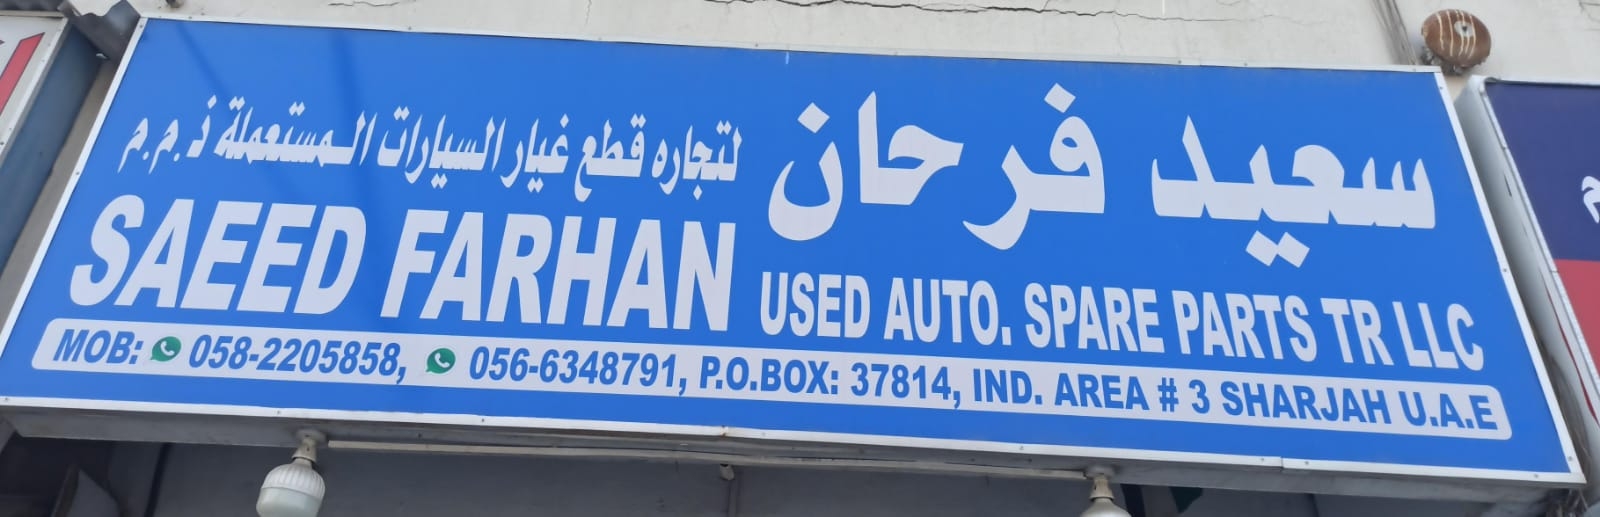 سعيد فرحان
لتجاره قطع غيار السيارات المستعملة ذ.م.م
SAEED FARHAN USED AUTO. SPARE PARTS TR LLC
MOB: 058-2205858, 056-6348791, P.O.BOX: 37814, IND. AREA # 3 SHARJAH U.A.E